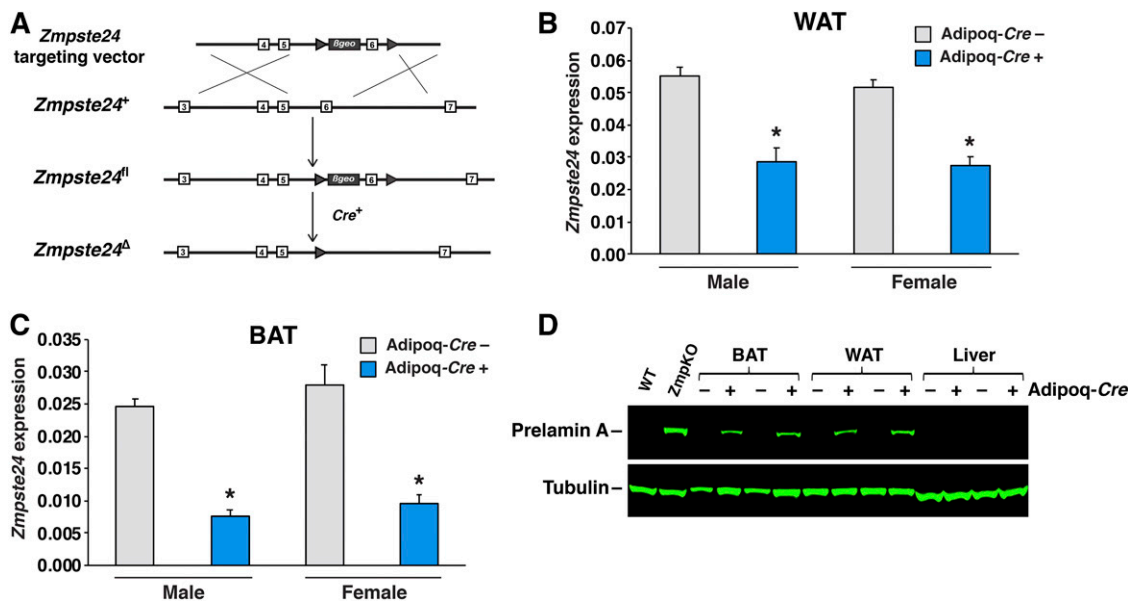 A
Zmpste24
targeting vector
4 5 βgeo 6
Zmpste24+
3 4 5 6 7
Zmpste24fl
3 4 5 βgeo 6 7
Cre+
Zmpste24Δ
3 4 5 7
B
WAT
Adipoq-Cre –
Adipoq-Cre +
Zmpste24 expression
0.07
0.06
0.05
0.04
0.03
0.02
0.01
0.00
* *
Male Female
C
BAT
Adipoq-Cre –
Adipoq-Cre +
Zmpste24 expression
0.035
0.030
0.025
0.020
0.015
0.010
0.005
0.000
* *
Male Female
D
WT ZmpKO BAT WAT Liver
– + – + – + – + – + – + Adipoq-Cre
Prelamin A –
Tubulin –